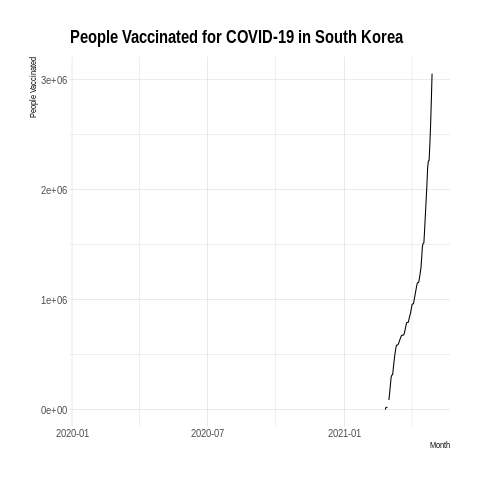 People Vaccinated for COVID-19 in South Korea
People Vaccinated
3e+06
2e+06
1e+06
0e+00
2020-01 2020-07 2021-01
Month